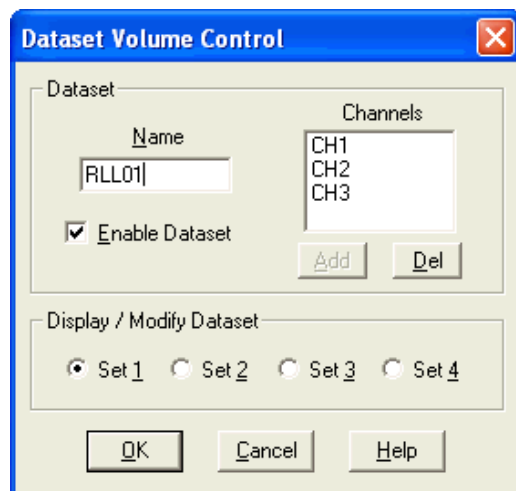 Dataset Volume Control
Dataset
Name
RLL01
Enable Dataset
Channels
CH1
CH2
CH3
Add
Del
Display / Modify Dataset
Set 1
Set 2
Set 3
Set 4
OK
Cancel
Help